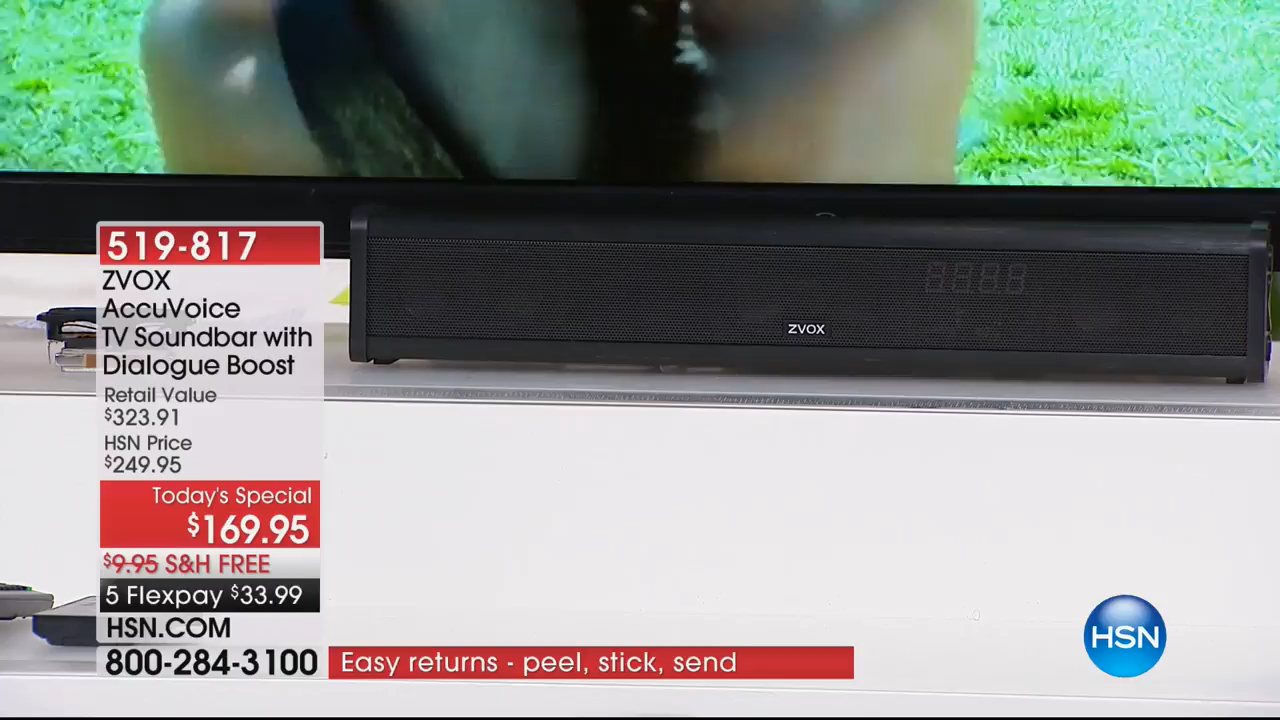 519-817
ZVOX
AccuVoice
TV Soundbar with
Dialogue Boost
Retail Value
$323.91
HSN Price
$249.95
Today's Special
$169.95
$9.95 S&H FREE
5 Flexpay $33.99
HSN.COM
800-284-3100
Easy returns - peel, stick, send
ZVOX
HSN